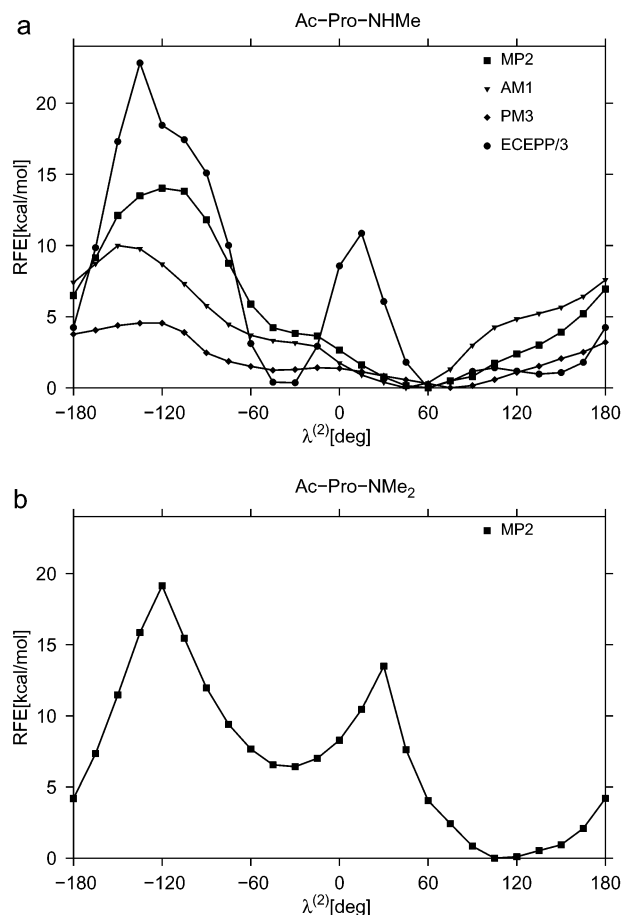 a
Ac−Pro−NHMe
MP2
AM1
PM3
ECEPP/3
RFE[kcal/mol]
20
15
10
5
0
−180 −120 −60 0 60 120 180
λ(2)[deg]
b
Ac−Pro−NMe2
MP2
RFE[kcal/mol]
20
15
10
5
0
−180 −120 −60 0 60 120 180
λ(2)[deg]